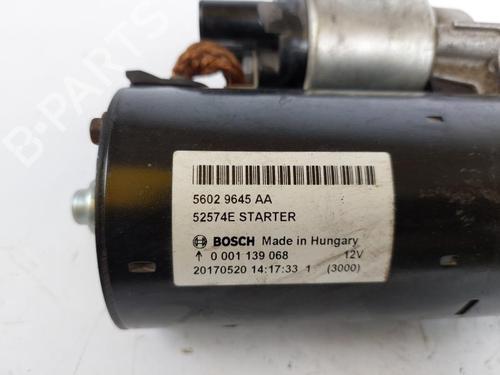 5602 9645 AA
52574E STARTER
BOSCH Made in Hungary
↑ 0 001 139 068 12V
20170520 14:17:33 1 (3000)
B-PARTS